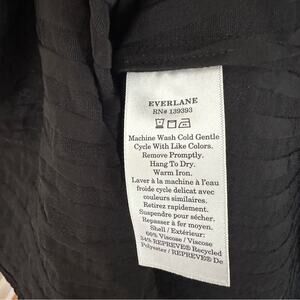 EVERLANE
RN# 139393
Machine Wash Cold Gentle
Cycle With Like Colors.
Remove Promptly.
Hang To Dry.
Warm Iron.
Laver à la machine à l'eau
froide cycle delicat avec
couleurs similaires.
Retirez rapidement.
Suspendre pour sécher.
Repasser à fer moyen.
Shell / Extérieur:
66% Viscose / Viscose
34% REPREVE® Recycled
Polyester / REPREVE® De